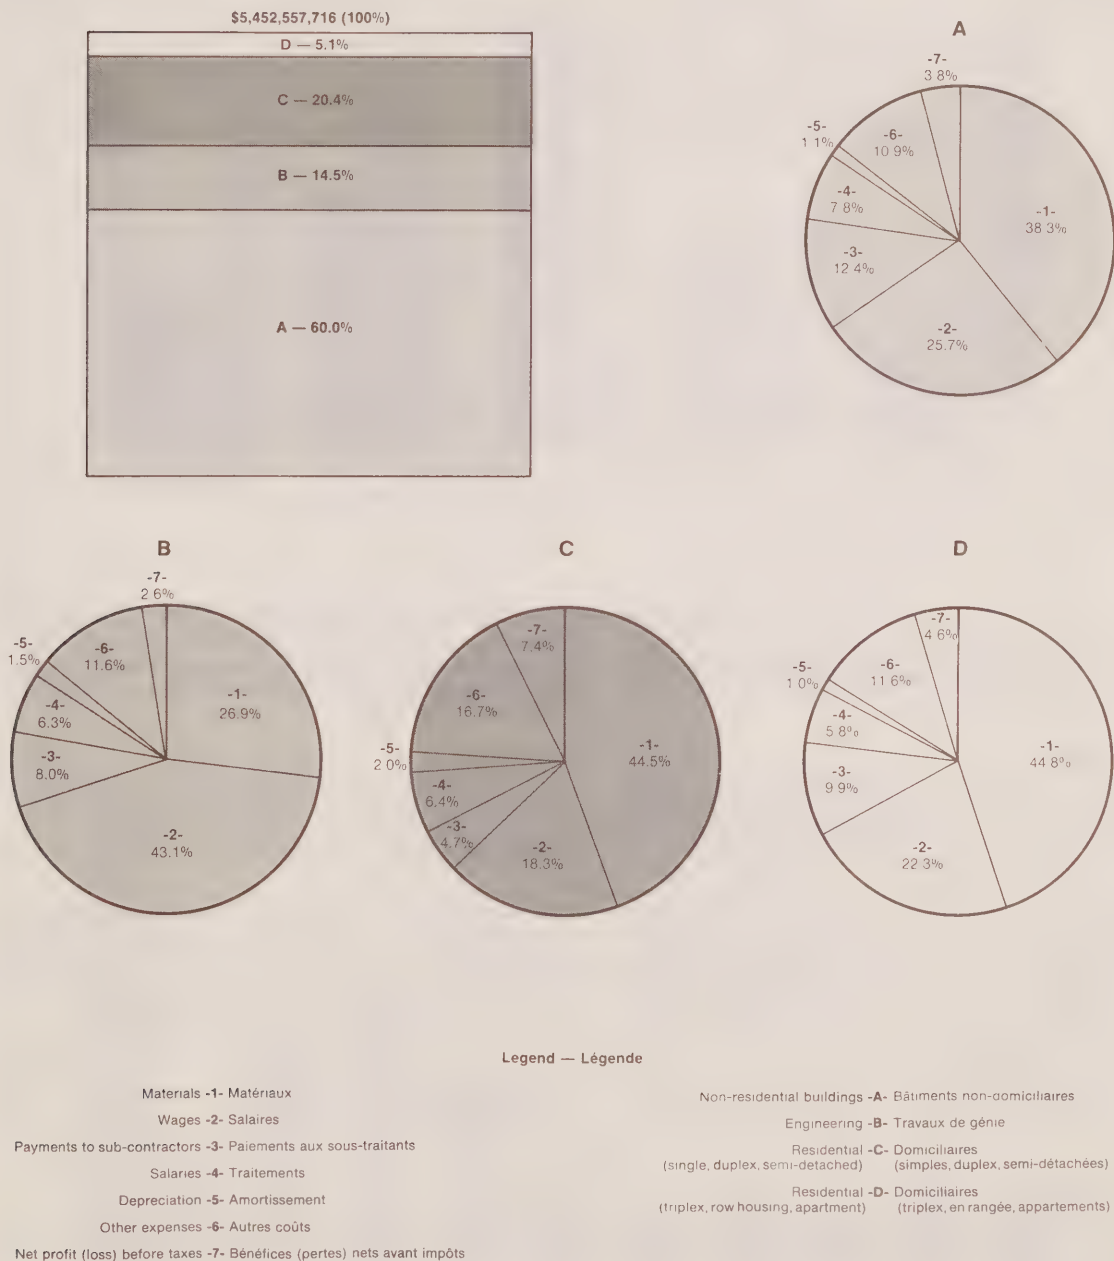 $5,452,557,716 (100%)
D — 5.1%
C — 20.4%
B — 14.5%
A — 60.0%
A
-7-
3 8%
-6-
10 9%
-5-
1 1%
-4-
7 8%
-3-
12 4%
-2-
25.7%
-1-
38 3%
B
-7-
2 6%
-6-
11.6%
-5-
1.5%
-4-
6.3%
-3-
8.0%
-2-
43.1%
-1-
26.9%
C
-7-
7.4%
-6-
16.7%
-5-
2 0%
-4-
6.4%
-3-
4.7%
-2-
18.3%
-1-
44.5%
D
-7-
4 6%
-6-
11 6%
-5-
1 0%
-4-
5 8%
-3-
9 9%
-2-
22 3%
-1-
44 8%
Legend — Légende
Materials -1- Matériaux
Wages -2- Salaires
Payments to sub-contractors -3- Paiements aux sous-traitants
Salaries -4- Traitements
Depreciation -5- Amortissement
Other expenses -6- Autres coûts
Net profit (loss) before taxes -7- Bénéfices (pertes) nets avant impôts
Non-residential buildings -A- Bâtiments non-domiciliaires
Engineering -B- Travaux de génie
Residential -C- Domiciliaires
(single, duplex, semi-detached) (simples, duplex, semi-détachées)
Residential -D- Domiciliaires
(triplex, row housing, apartment) (triplex, en rangée, appartements)